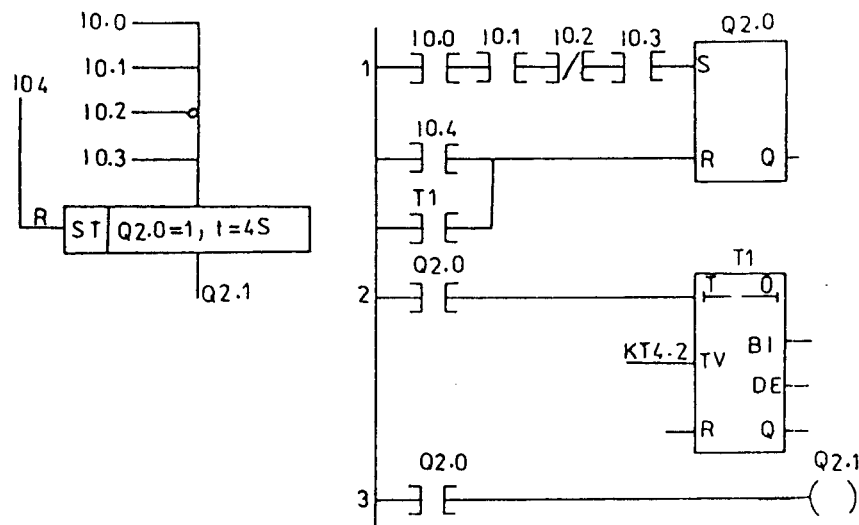 I0.0
I0.1
I0.2
I0.3
I04
R
ST Q2.0=1, t=4S
Q2.1
1
I0.0 I0.1 I0.2 I0.3
Q2.0
S
I0.4
R Q
T1
2
Q2.0
T1
T 0
KT4.2 TV
BI
DE
R Q
3
Q2.0
Q2.1